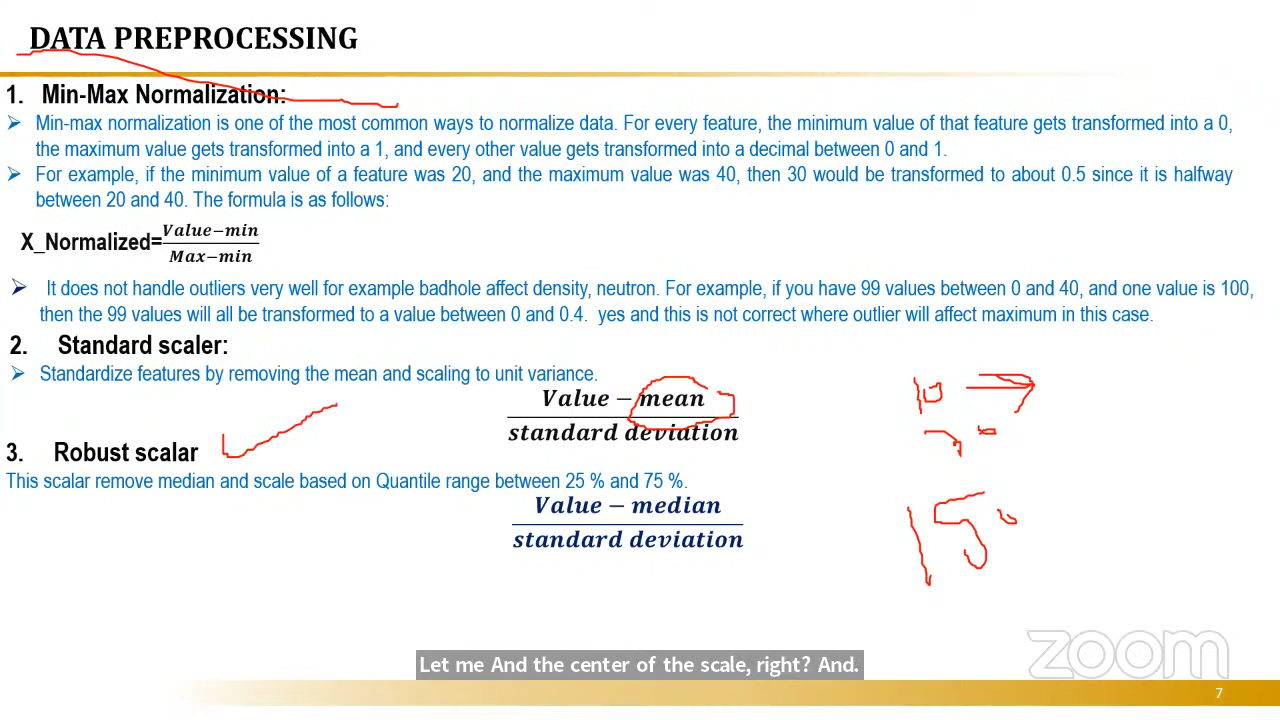 DATA PREPROCESSING
1. Min-Max Normalization:
➢ Min-max normalization is one of the most common ways to normalize data. For every feature, the minimum value of that feature gets transformed into a 0,
the maximum value gets transformed into a 1, and every other value gets transformed into a decimal between 0 and 1.
➢ For example, if the minimum value of a feature was 20, and the maximum value was 40, then 30 would be transformed to about 0.5 since it is halfway
between 20 and 40. The formula is as follows:
X_Normalized=
Value−min
Max−min
➢ It does not handle outliers very well for example badhole affect density, neutron. For example, if you have 99 values between 0 and 40, and one value is 100,
then the 99 values will all be transformed to a value between 0 and 0.4. yes and this is not correct where outlier will affect maximum in this case.
2. Standard scaler:
➢ Standardize features by removing the mean and scaling to unit variance.
Value − mean
standard deviation
10
3. Robust scalar
This scalar remove median and scale based on Quantile range between 25 % and 75 %.
Value − median
standard deviation
150
zoom
Let me And the center of the scale, right? And.
7